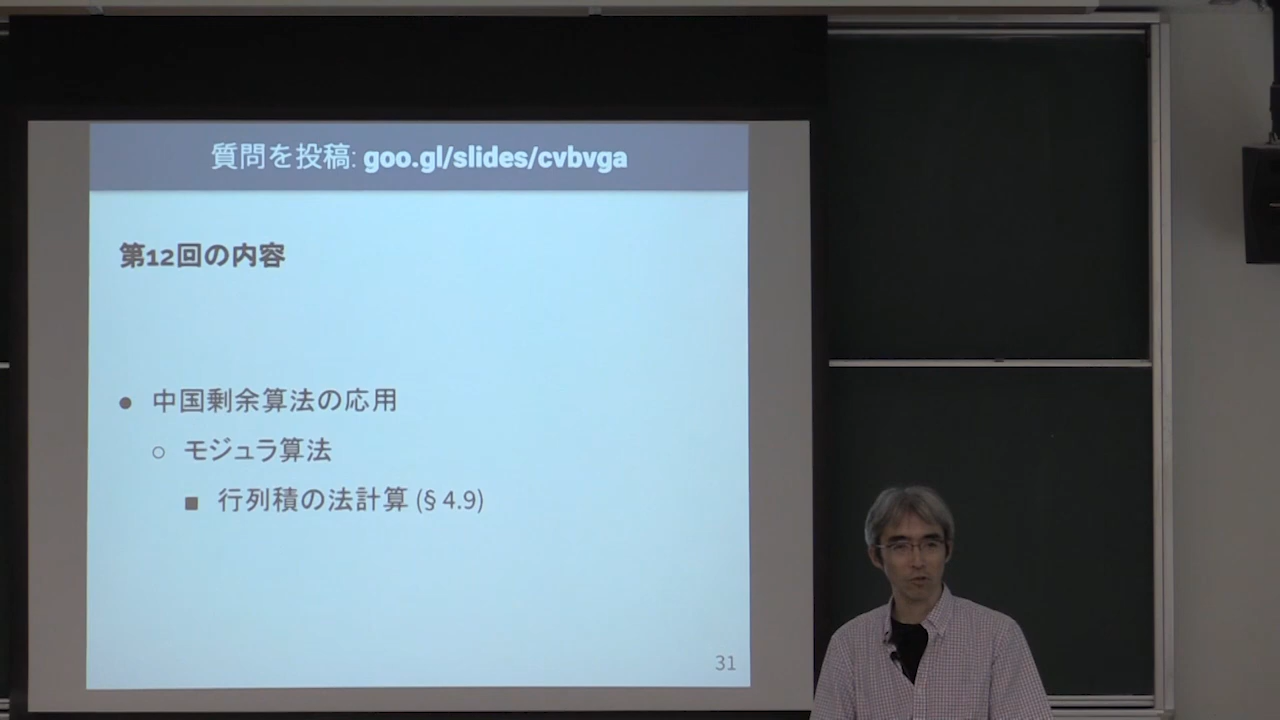 質問を投稿: goo.gl/slides/cvbvga
第12回の内容
● 中国剰余算法の応用
○ モジュラ算法
■ 行列積の法計算 (§ 4.9)
31